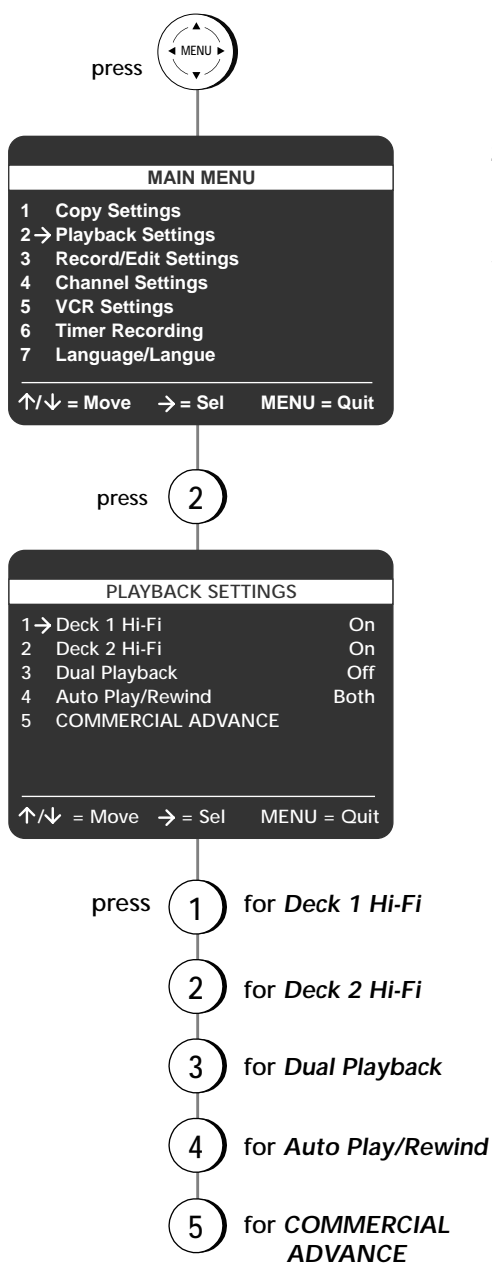 press
MENU
MAIN MENU
1 Copy Settings
2→ Playback Settings
3 Record/Edit Settings
4 Channel Settings
5 VCR Settings
6 Timer Recording
7 Language/Langue
↑/↓ = Move → = Sel MENU = Quit
press 2
PLAYBACK SETTINGS
1→ Deck 1 Hi-Fi On
2 Deck 2 Hi-Fi On
3 Dual Playback Off
4 Auto Play/Rewind Both
5 COMMERCIAL ADVANCE
↑/↓ = Move → = Sel MENU = Quit
press 1 for Deck 1 Hi-Fi
2 for Deck 2 Hi-Fi
3 for Dual Playback
4 for Auto Play/Rewind
5 for COMMERCIAL
ADVANCE